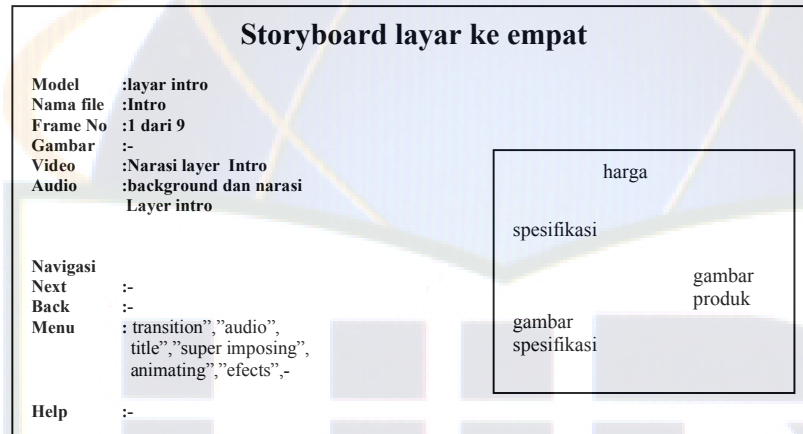 Storyboard layar ke empat
Model :layar intro
Nama file :Intro
Frame No :1 dari 9
Gambar :-
Video :Narasi layer Intro
Audio :background dan narasi
Layer intro
Navigasi
Next :-
Back :-
Menu : transition”,”audio”,
title”,”super imposing”,
animating”,”efects”,-
Help :-
harga
spesifikasi
gambar
produk
gambar
spesifikasi